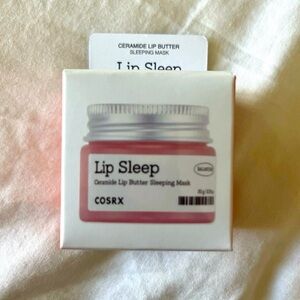 CERAMIDE LIP BUTTER
SLEEPING MASK
Lip Sleep
Lip Sleep
Ceramide Lip Butter Sleeping Mask
COSRX